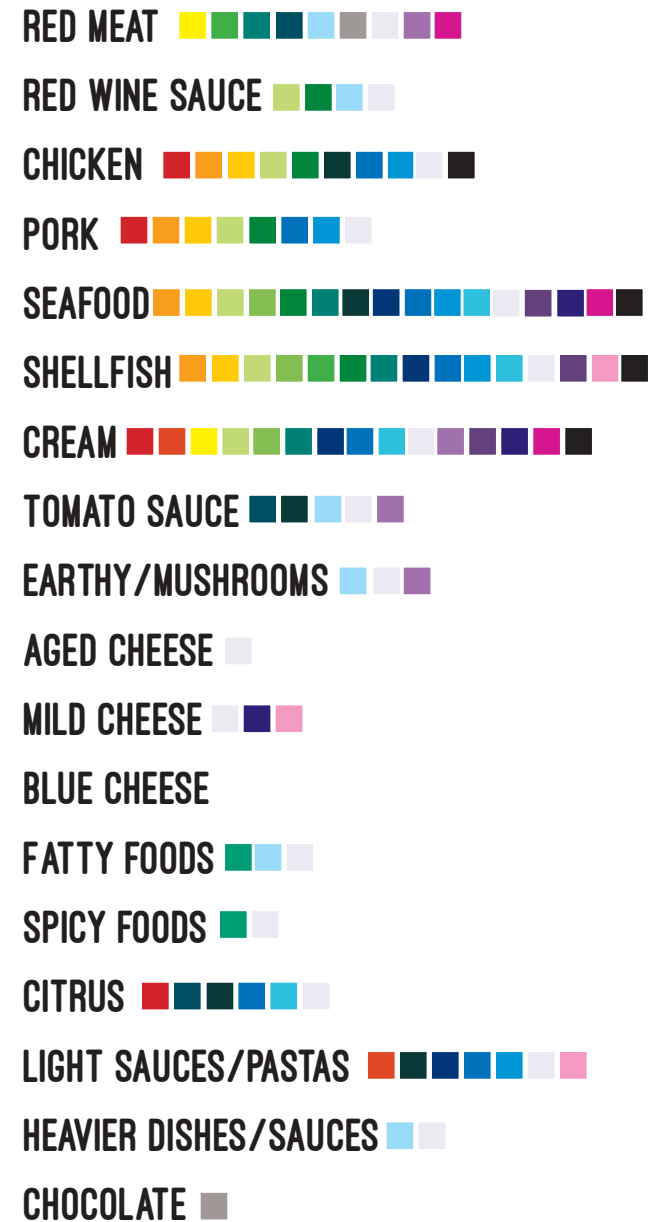 RED MEAT
RED WINE SAUCE
CHICKEN
PORK
SEAFOOD
SHELLFISH
CREAM
TOMATO SAUCE
EARTHY/MUSHROOMS
AGED CHEESE
MILD CHEESE
BLUE CHEESE
FATTY FOODS
SPICY FOODS
CITRUS
LIGHT SAUCES/PASTAS
HEAVIER DISHES/SAUCES
CHOCOLATE